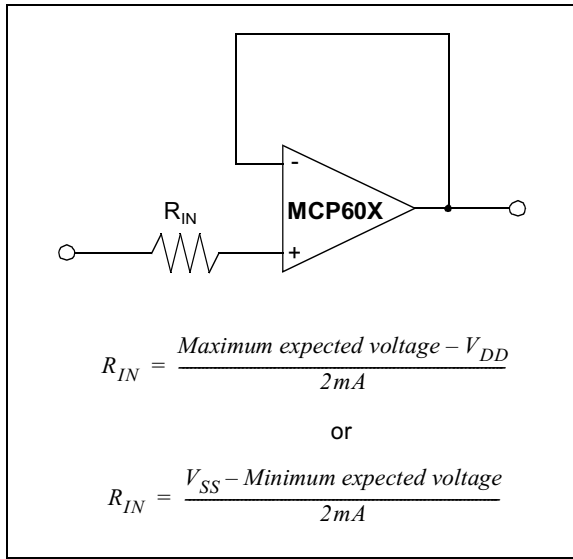 -
MCP60X
R_IN
+
R_IN = Maximum expected voltage – V_DD / 2mA
or
R_IN = V_SS – Minimum expected voltage / 2mA